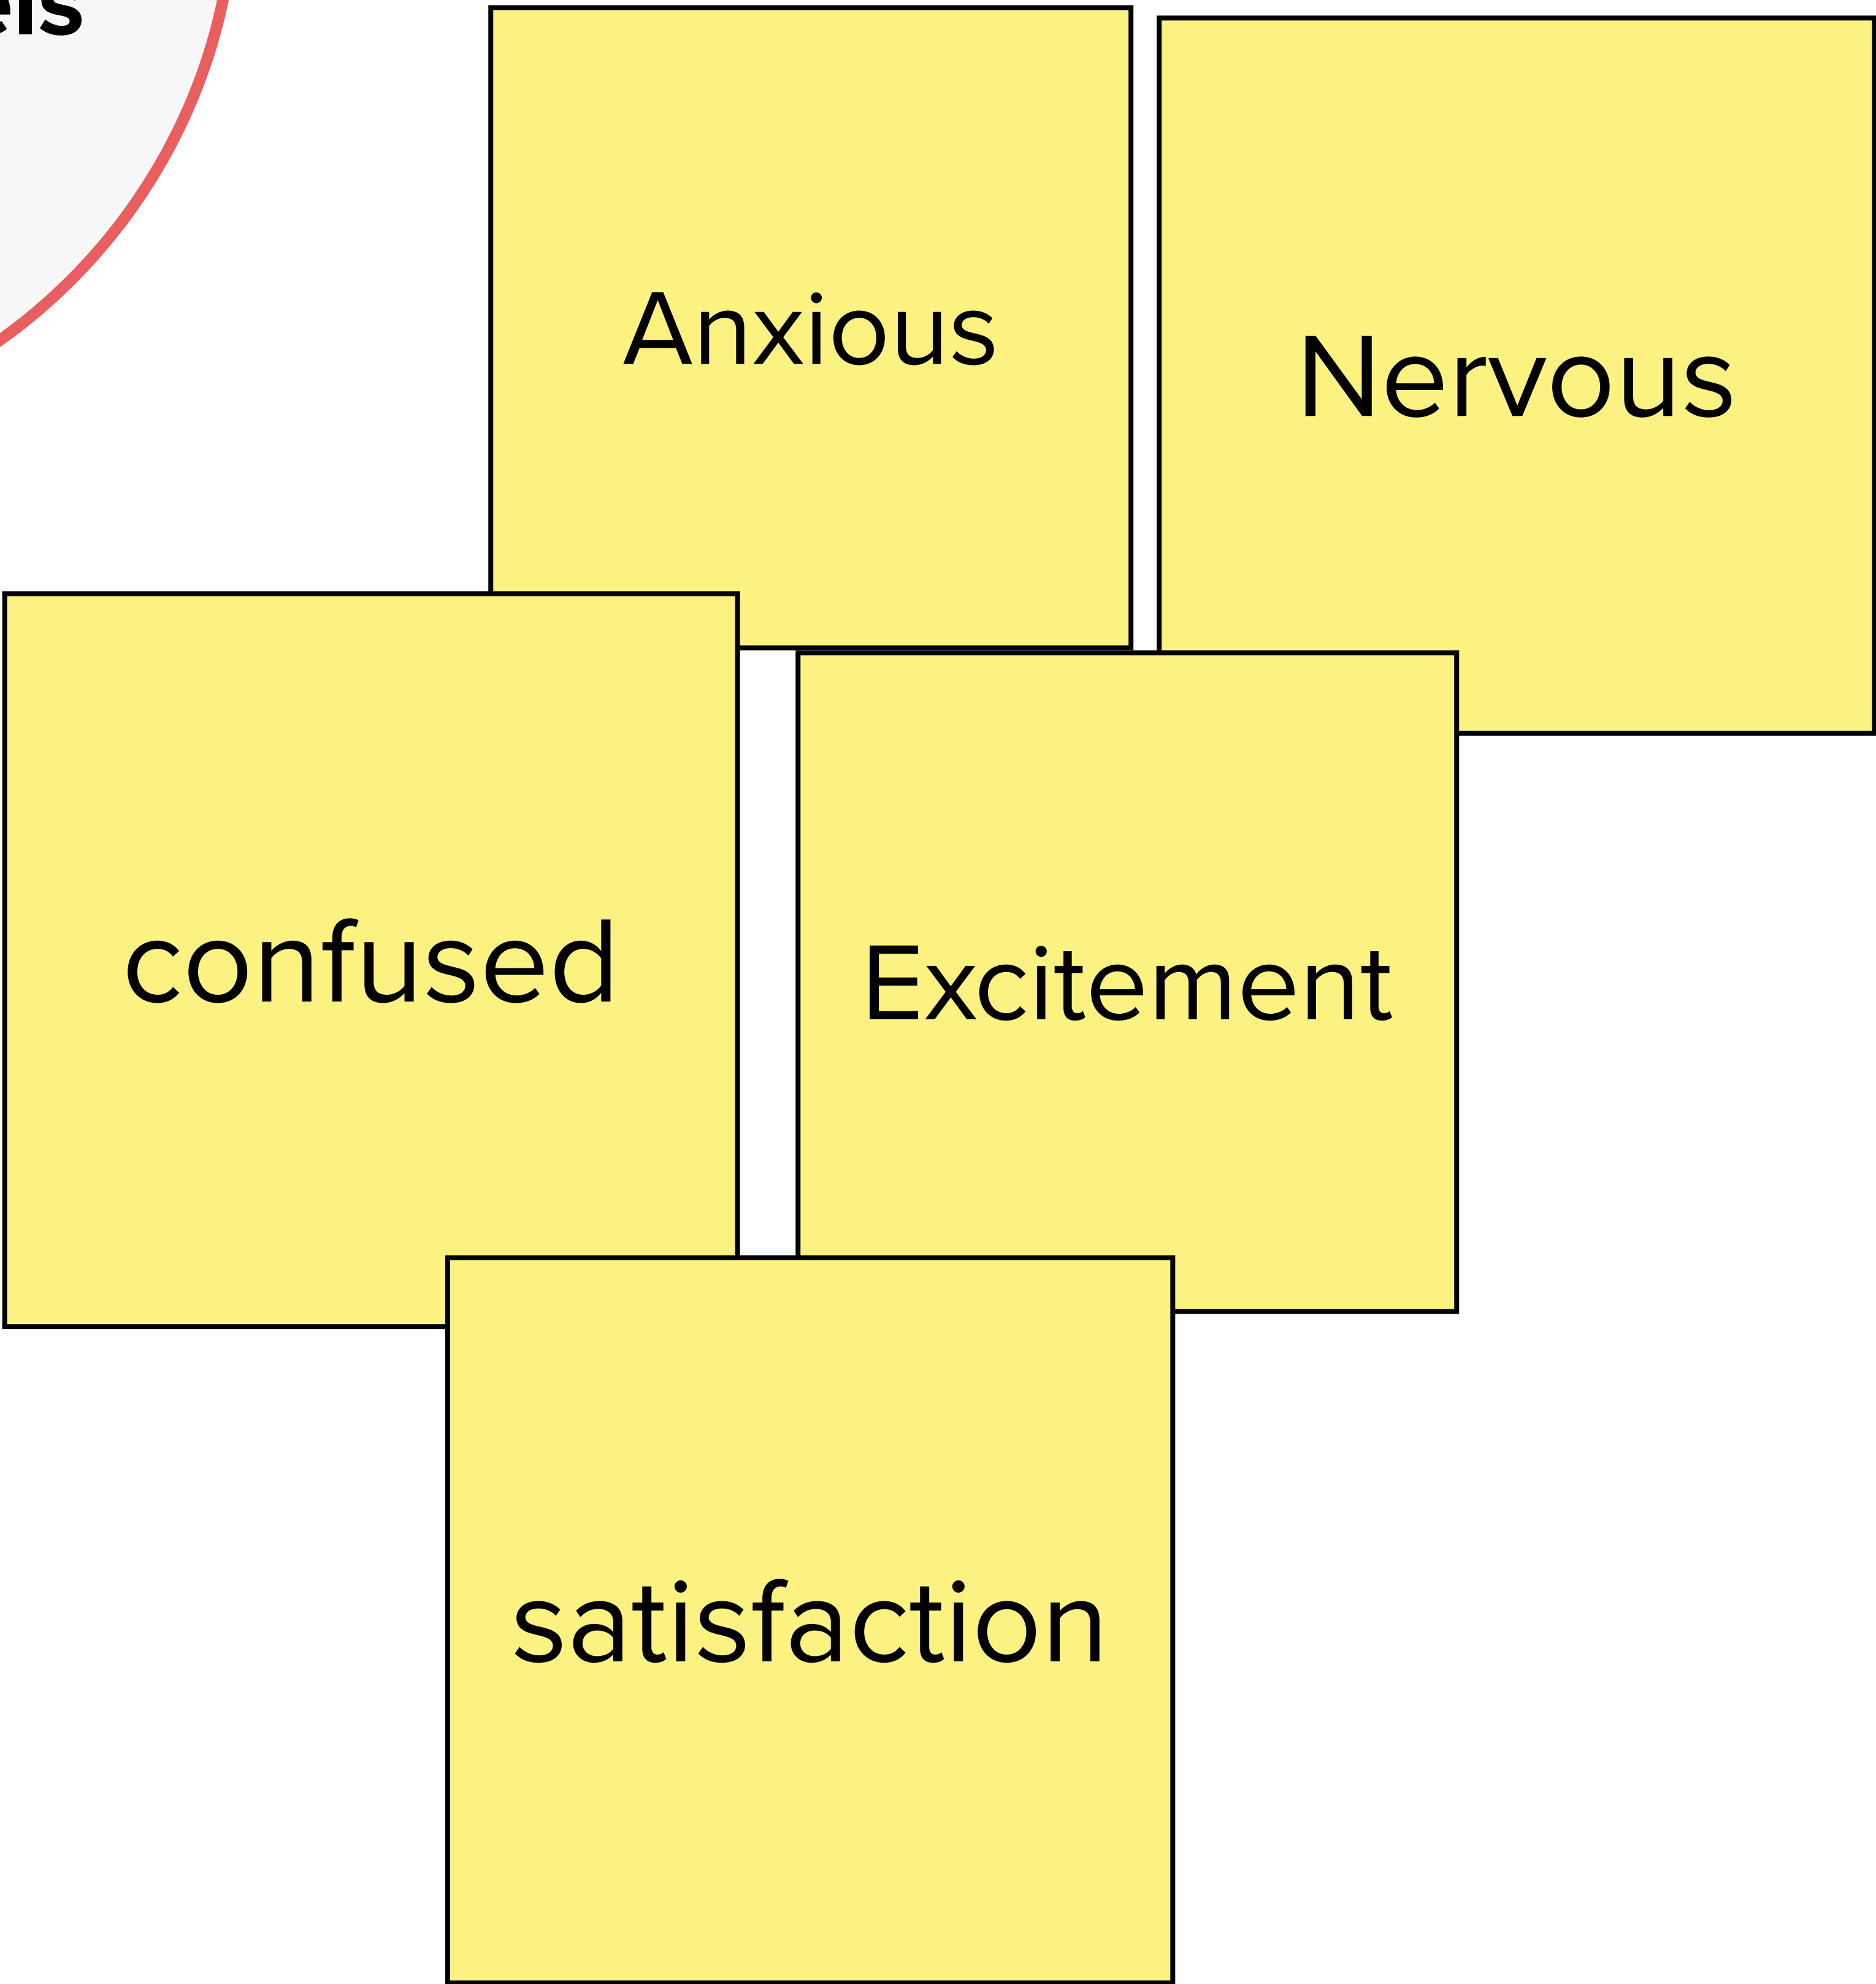 Anxious
Nervous
confused
Excitement
satisfaction